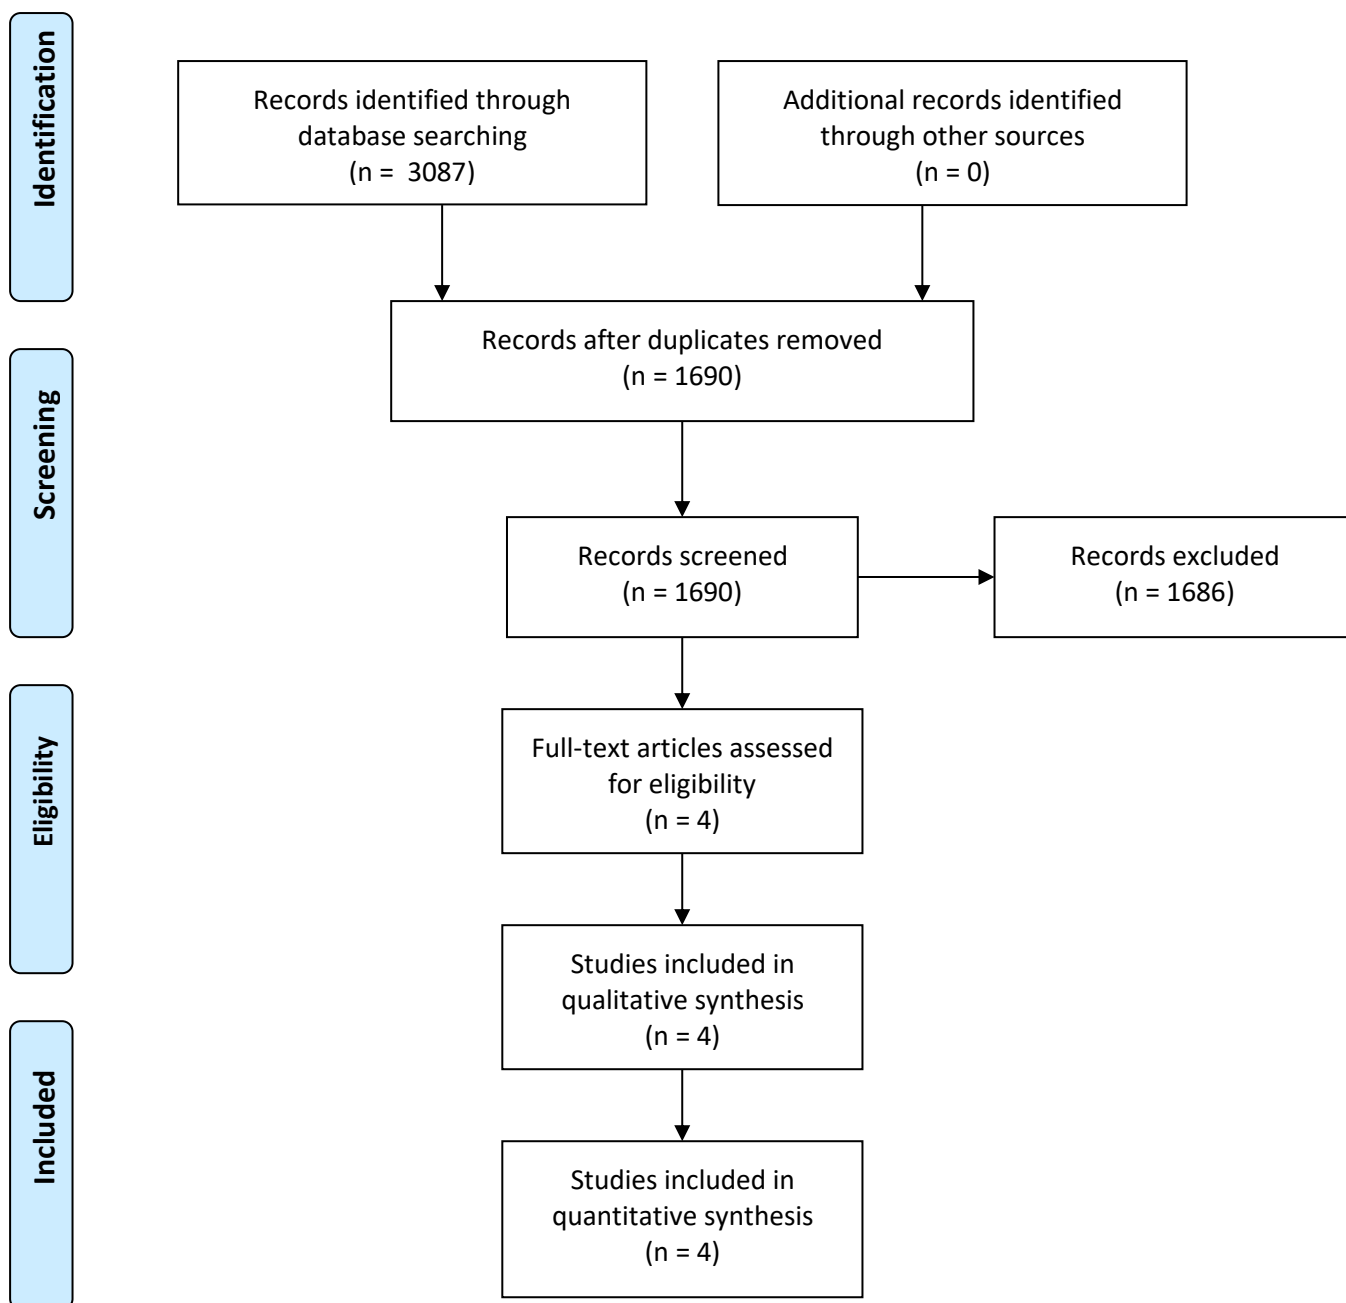 Identification
Records identified through
database searching
(n =  3087)
Additional records identified
through other sources
(n = 0)
Records after duplicates removed
(n = 1690)
Screening
Records screened
(n = 1690)
Records excluded
(n = 1686)
Eligibility
Full-text articles assessed
for eligibility
(n = 4)
Studies included in
qualitative synthesis
(n = 4)
Included
Studies included in
quantitative synthesis
(n = 4)